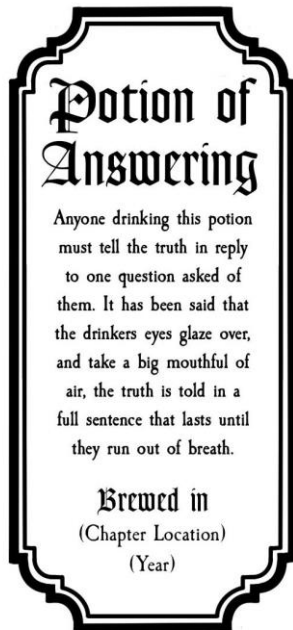 Potion of
Answering
Anyone drinking this potion
must tell the truth in reply
to one question asked of
them. It has been said that
the drinkers eyes glaze over,
and take a big mouthful of
air, the truth is told in a
full sentence that lasts until
they run out of breath.
Brewed in
(Chapter Location)
(Year)